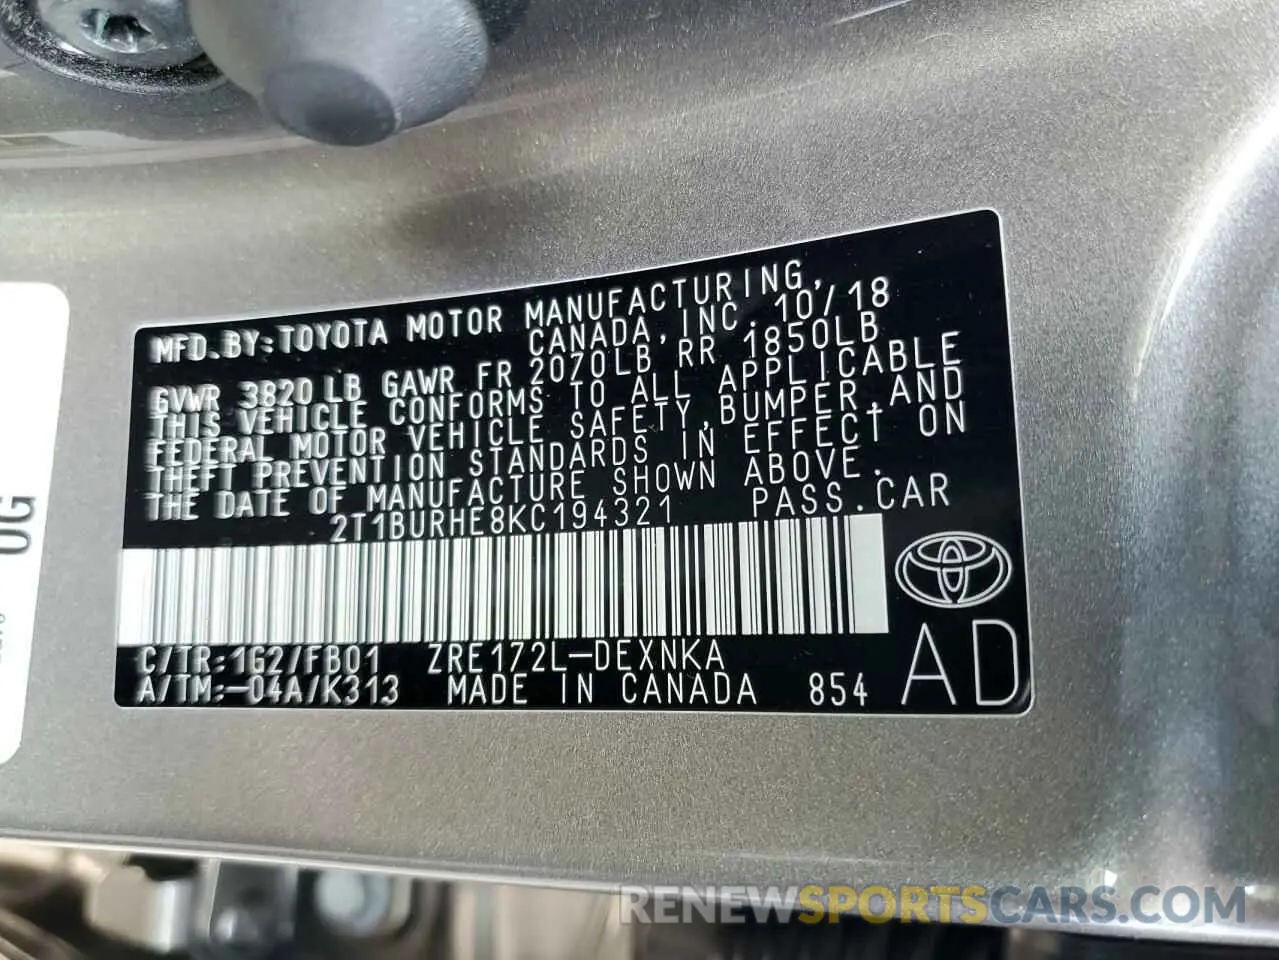 MFD.BY:TOYOTA MOTOR MANUFACTURING,
CANADA, INC. 10/18
GVWR 3820 LB GAWR FR 2070LB RR 1850LB
THIS VEHICLE CONFORMS TO ALL APPLICABLE
FEDERAL MOTOR VEHICLE SAFETY, BUMPER, AND
THEFT PREVENTION STANDARDS IN EFFECT ON
THE DATE OF MANUFACTURE SHOWN ABOVE.
2T1BURHE8KC194321 PASS.CAR
C/TR:1G2/FB01 ZRE172L-DEXNKA
A/TM:-04A/K313 MADE IN CANADA 854 AD
RENEWSPORTSCARS.COM